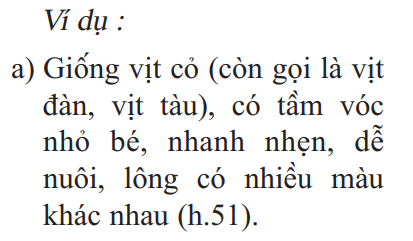 Ví dụ :
a) Giống vịt cỏ (còn gọi là vịt
đàn, vịt tàu), có tầm vóc
nhỏ bé, nhanh nhẹn, dễ
nuôi, lông có nhiều màu
khác nhau (h.51).